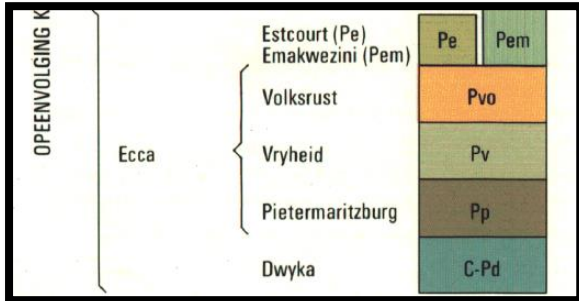 OPEENVOLGING K
Estcourt (Pe)
Emakwezini (Pem)
Pe
Pem
Volksrust
Pvo
Ecca
Vryheid
Pv
Pietermaritzburg
Pp
Dwyka
C-Pd